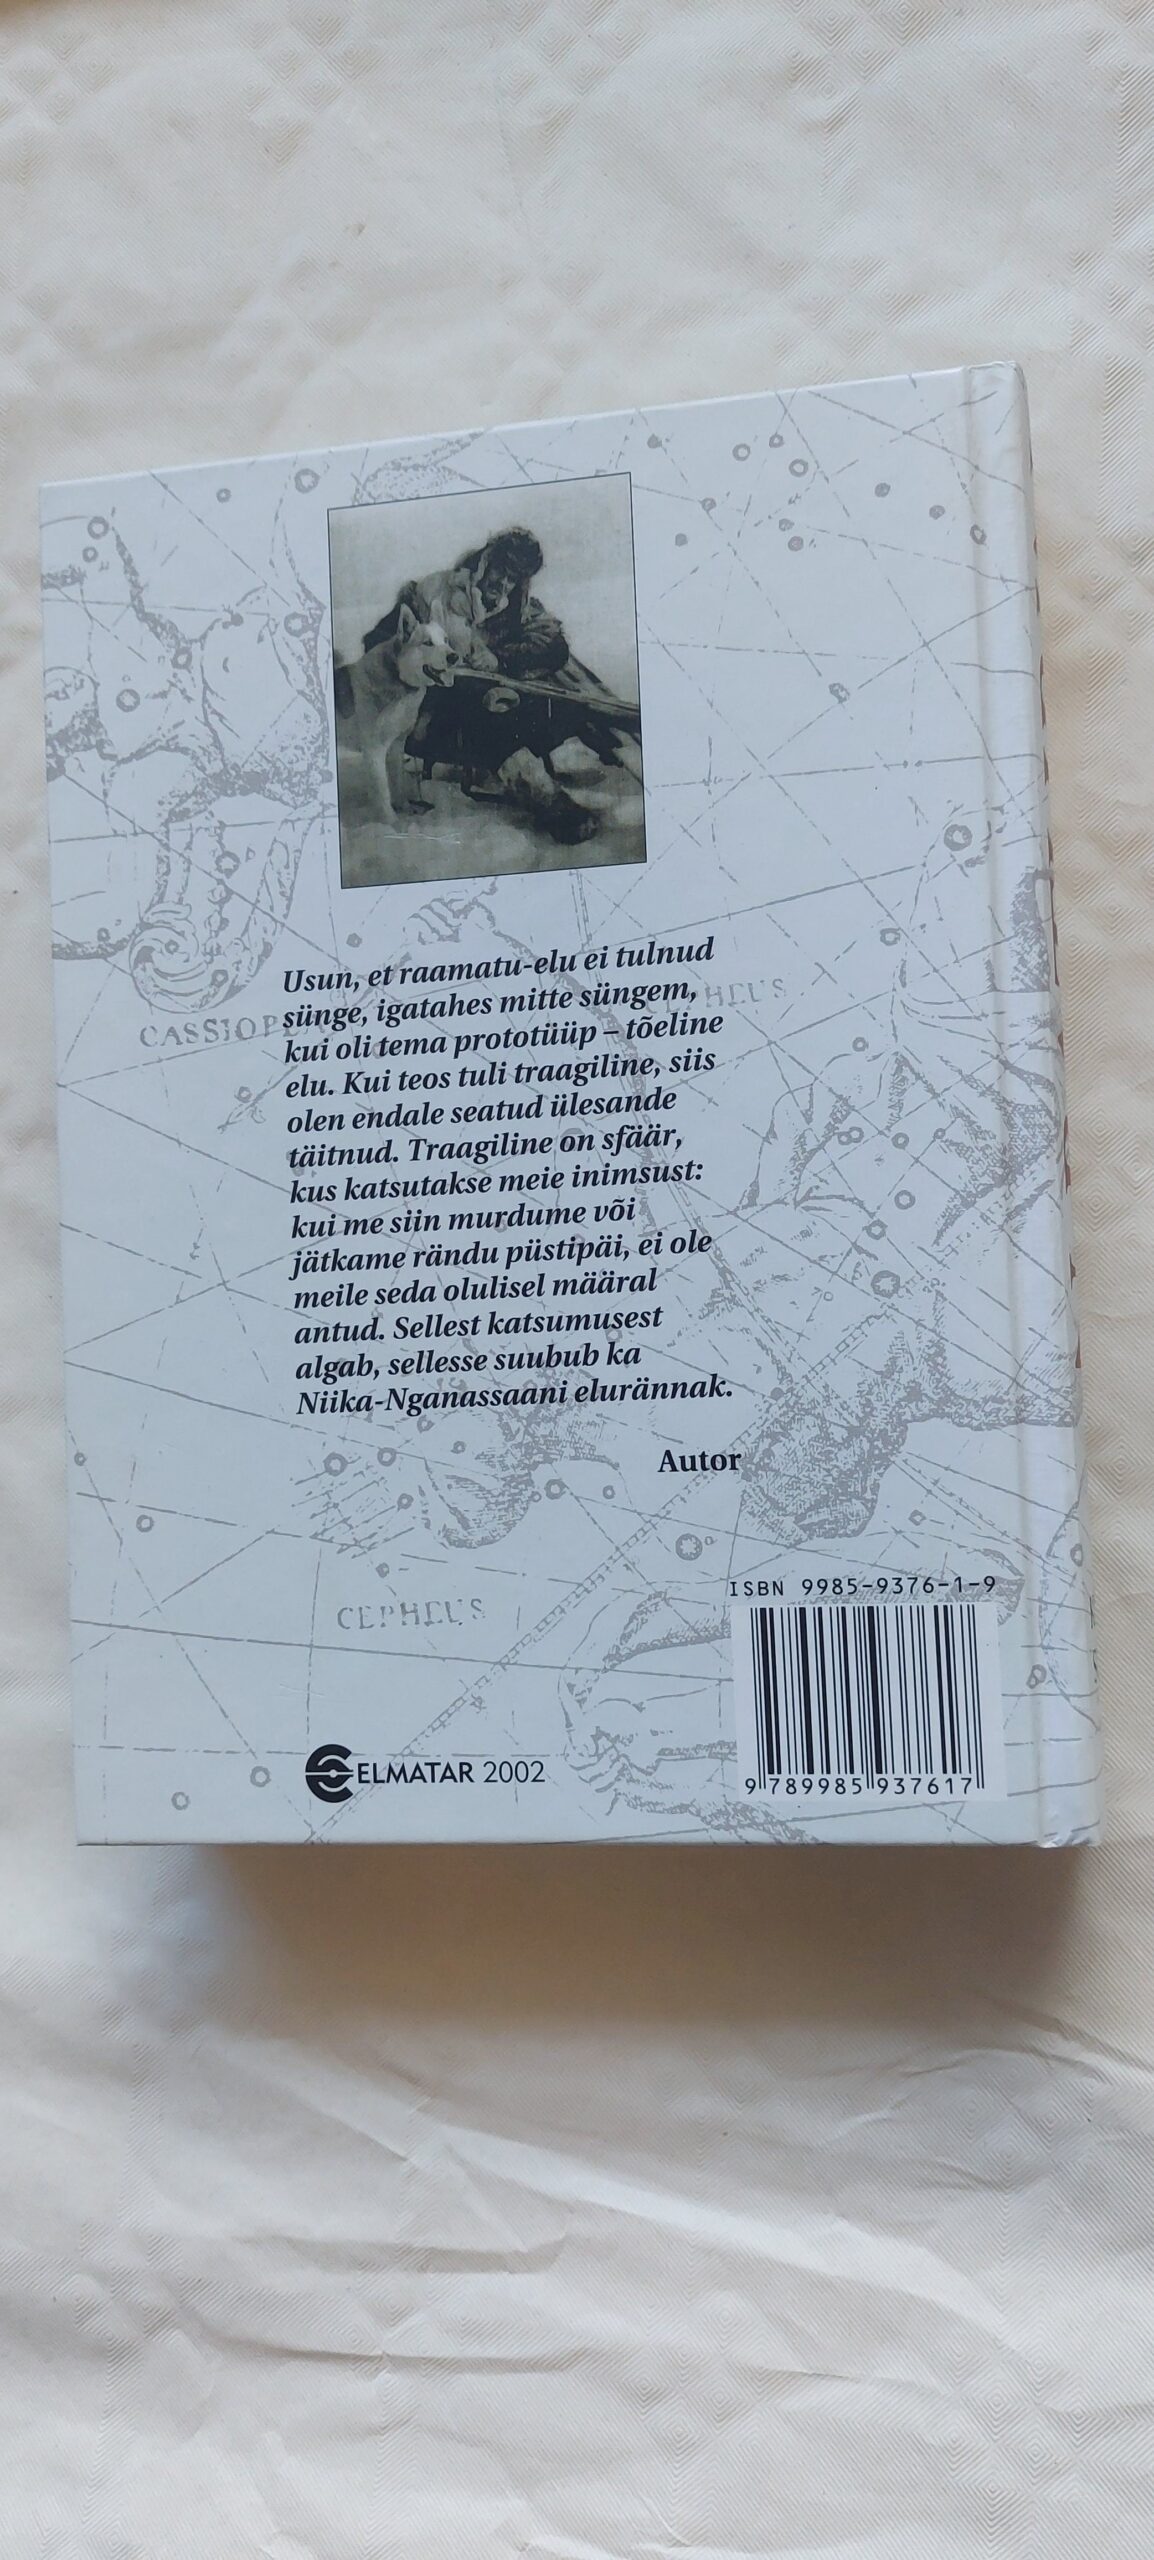 Usun, et raamatu-elu ei tulnud
sünge, igatahes mitte süngem,
kui oli tema prototüüp – tõeline
elu. Kui teos tuli traagiline, siis
olen endale seatud ülesande
täitnud. Traagiline on sfäär,
kus katsutakse meie inimsust:
kui me siin murdume või
jätkame rändu püstipäi, ei ole
meile seda olulisel määral
antud. Sellest katsumusest
algab, sellesse suubub ka
Niika-Nganassaani elurännak.
Autor
CEPHEUS
ISBN 9985-9376-1-9
ELMATAR 2002
9 789985 937617